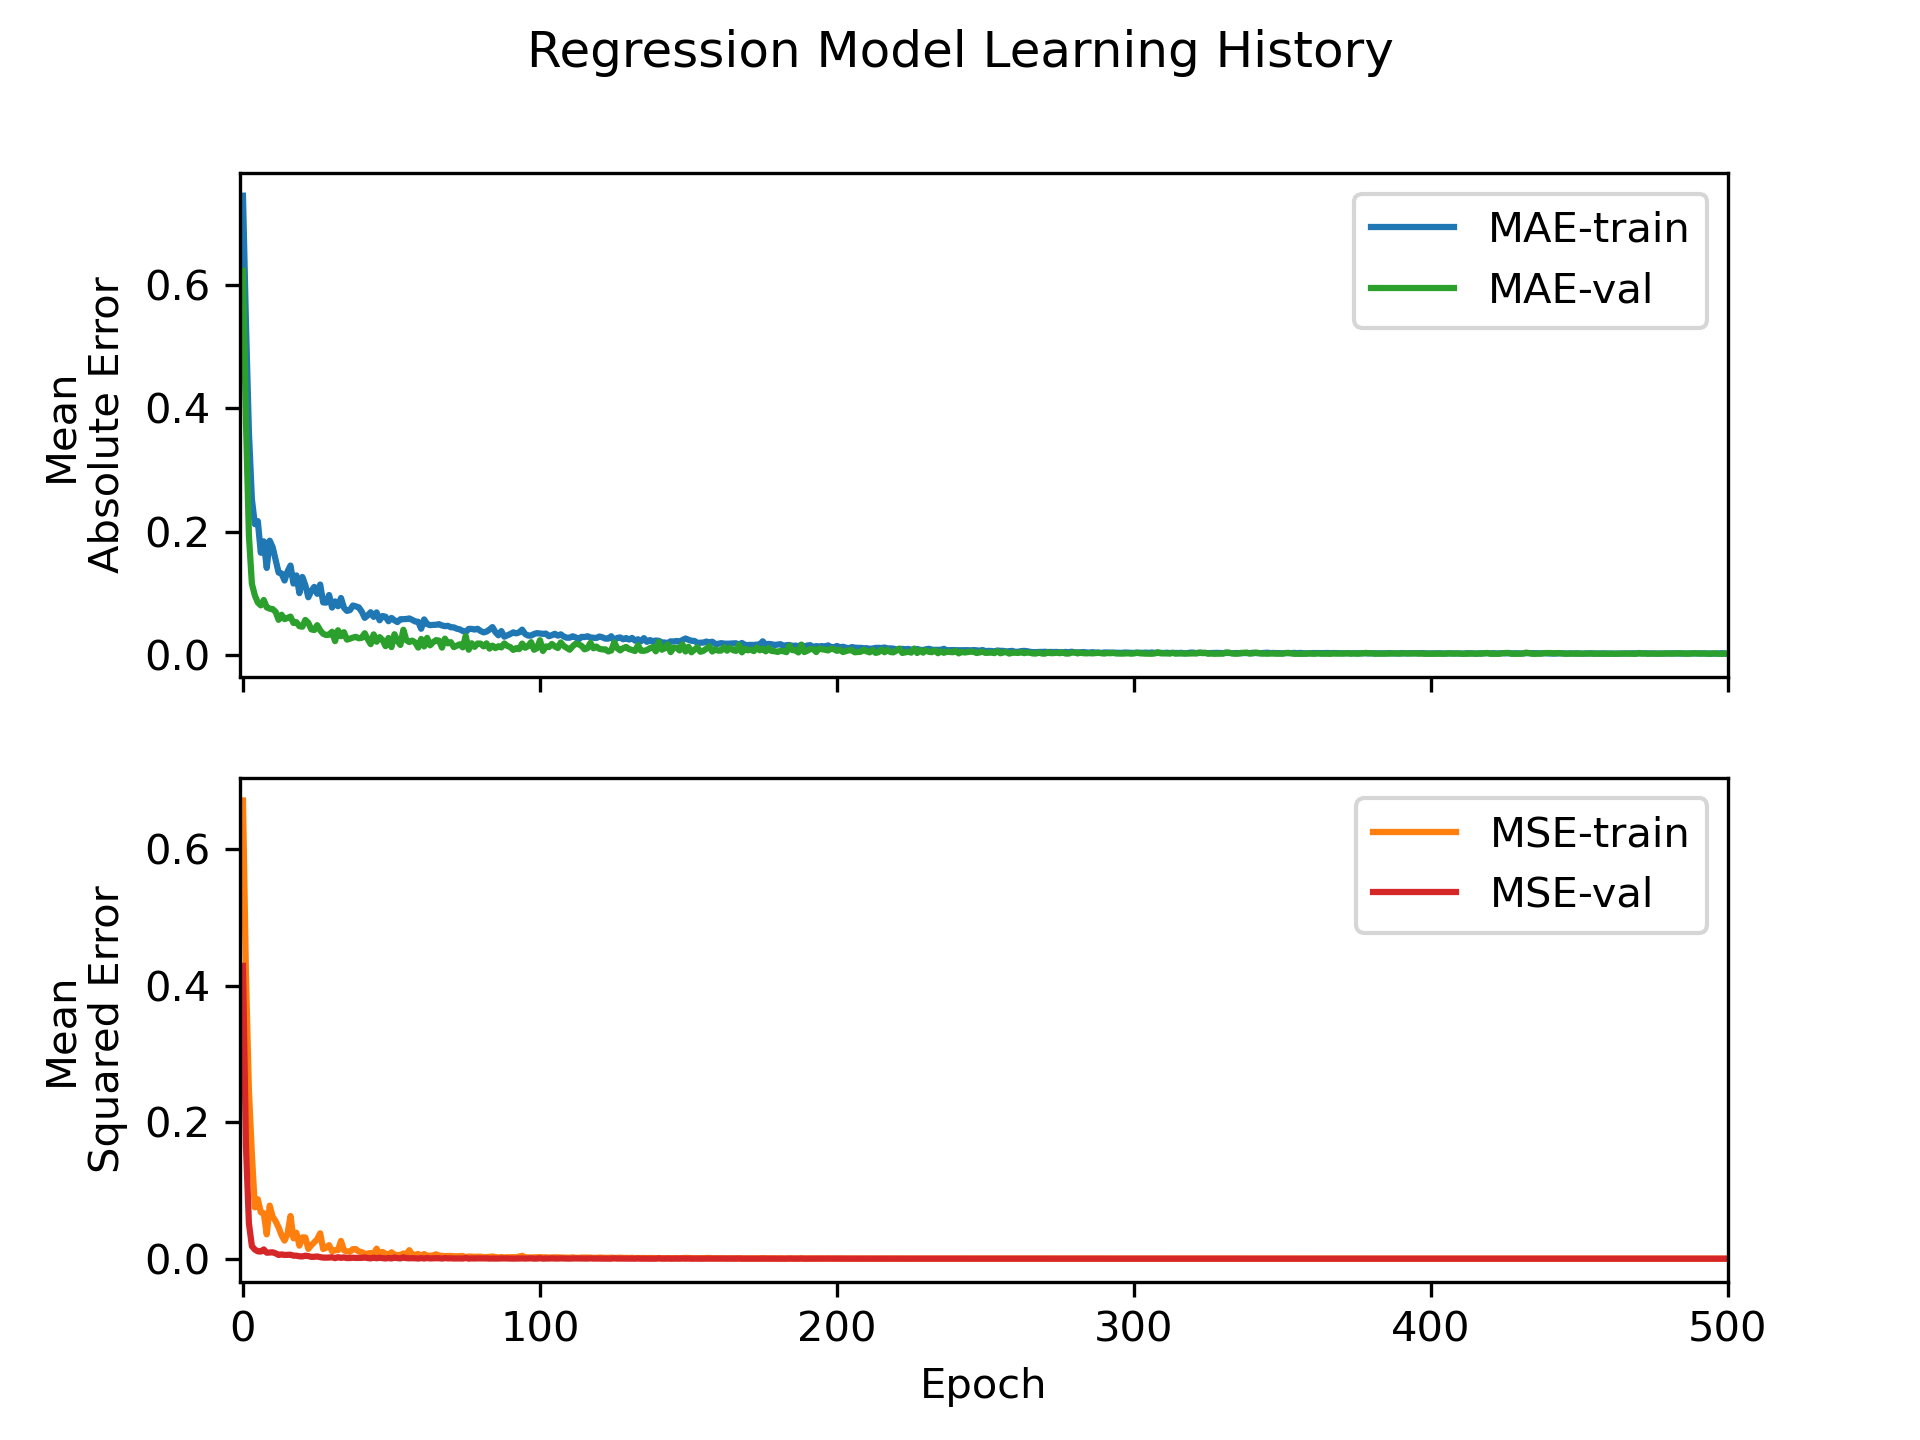 Regression Model Learning History
Mean
Absolute Error
0.6
0.4
0.2
0.0
MAE-train
MAE-val
Mean
Squared Error
0.6
0.4
0.2
0.0
MSE-train
MSE-val
0 100 200 300 400 500
Epoch